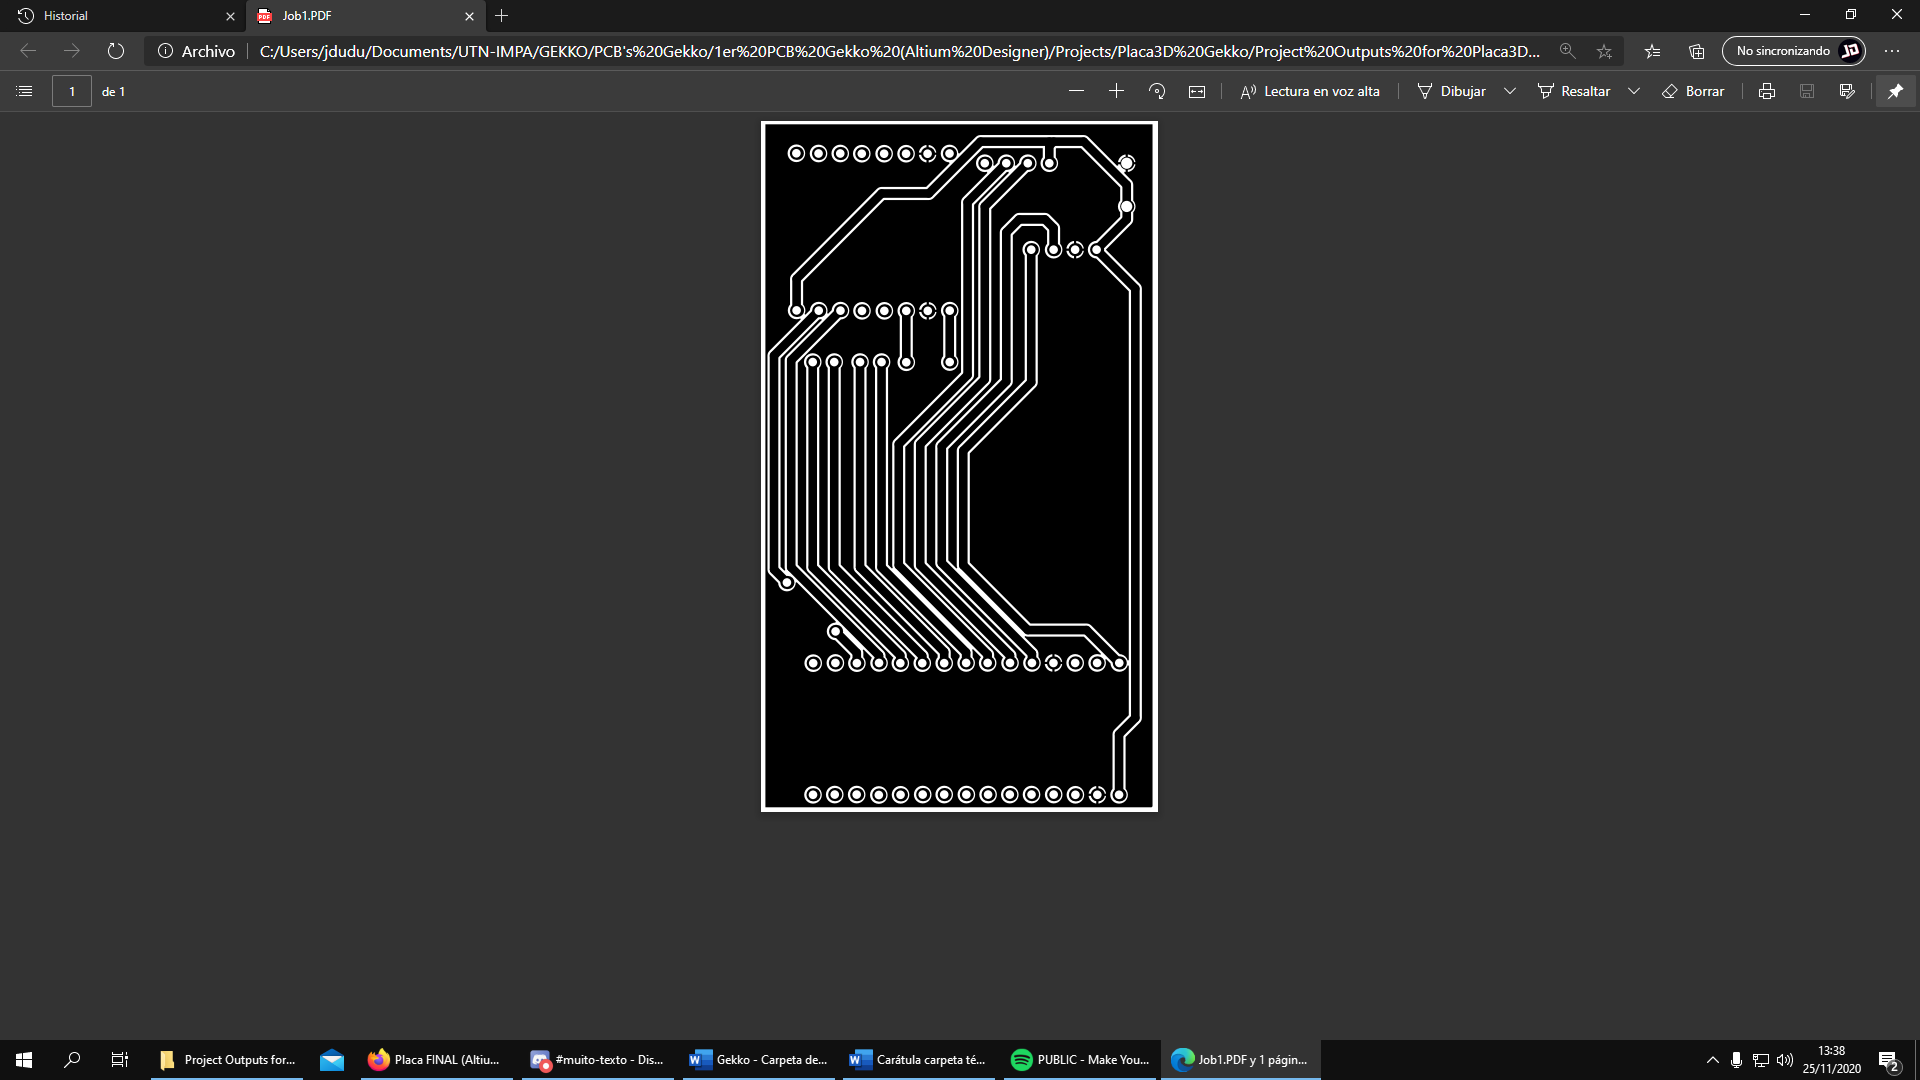 Historial
Job1.PDF
Archivo
C:/Users/jdudu/Documents/UTN-IMPA/GEKKO/PCB's%20Gekko/1er%20PCB%20Gekko%20(Altium%20Designer)/Projects/Placa3D%20Gekko/Project%20Outputs%20for%20Placa3D...
No sincronizando
1 de 1
Lectura en voz alta
Dibujar
Resaltar
Borrar
Project Outputs for...
Placa FINAL (Altiu...
#muito-texto - Dis...
Gekko - Carpeta de...
Carátula carpeta té...
PUBLIC - Make You...
Job1.PDF y 1 págin...
13:38
25/11/2020
2